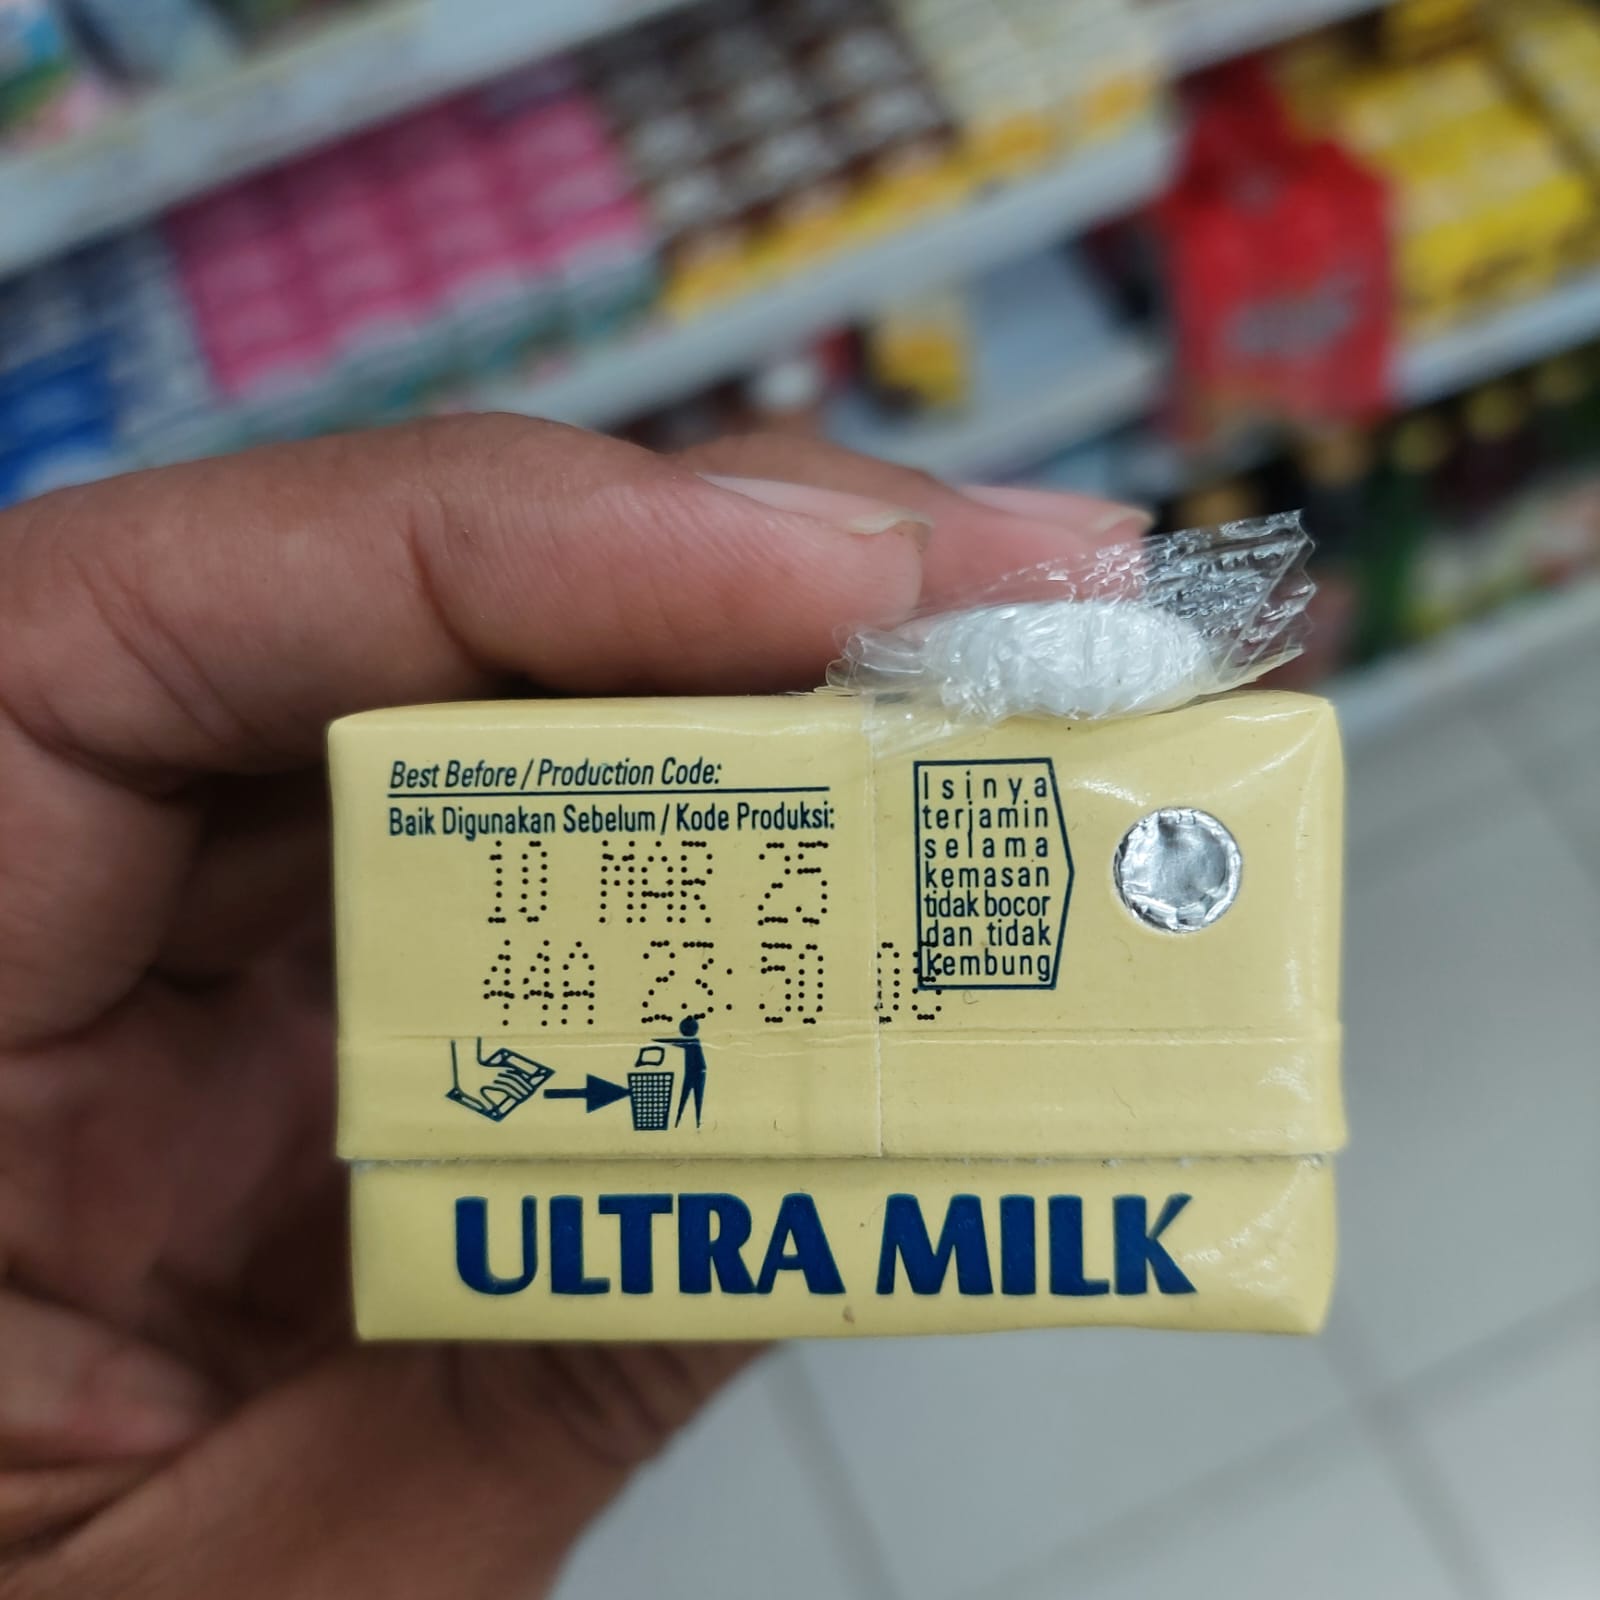 Best Before / Production Code:
Baik Digunakan Sebelum / Kode Produksi:
10 MAR 25
44A 23:50 05
Isinya
terjamin
selama
kemasan
tidak bocor
dan tidak
kembung
ULTRA MILK